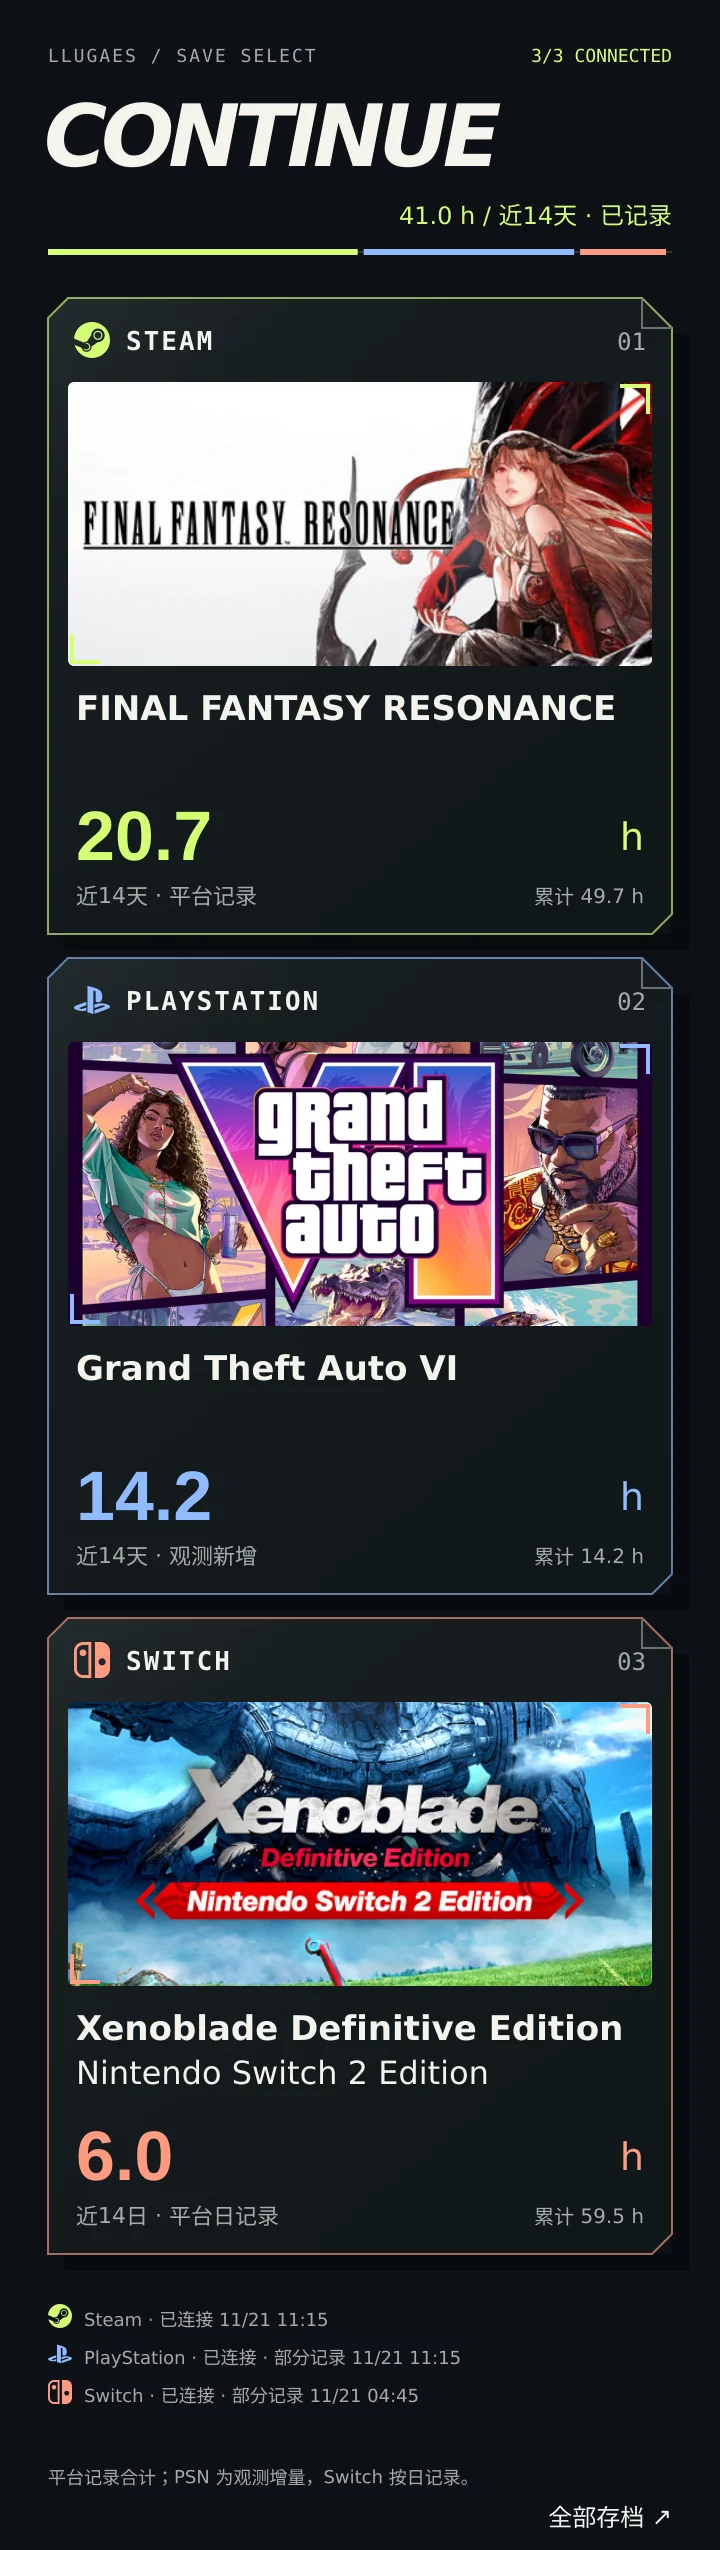 LLUGAES / SAVE SELECT
3/3 CONNECTED
CONTINUE
41.0 h / 近14天 · 已记录
STEAM
01
FINAL FANTASY RESONANCE
FINAL FANTASY RESONANCE
20.7
h
近14天 · 平台记录
累计 49.7 h
PLAYSTATION
02
VI
grand
theft
auto
Grand Theft Auto VI
14.2
h
近14天 · 观测新增
累计 14.2 h
SWITCH
03
Xenoblade™
Definitive Edition
Nintendo Switch 2 Edition
Xenoblade Definitive Edition
Nintendo Switch 2 Edition
6.0
h
近14日 · 平台日记录
累计 59.5 h
Steam · 已连接 11/21 11:15
PlayStation · 已连接 · 部分记录 11/21 11:15
Switch · 已连接 · 部分记录 11/21 04:45
平台记录合计；PSN 为观测增量，Switch 按日记录。
全部存档 ↗